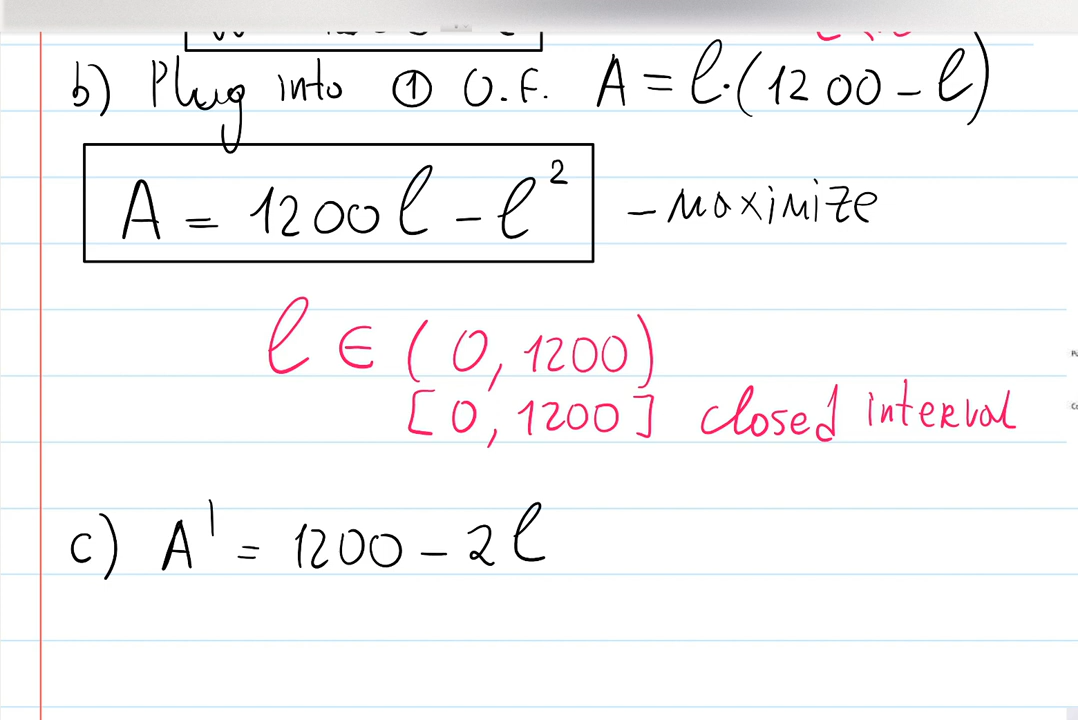 b) Plug into ① O.F. A = l·(1200 - l)
A = 1200l - l² - maximize
l ∈ (0, 1200)
[0, 1200] closed interval
c) A' = 1200 - 2l